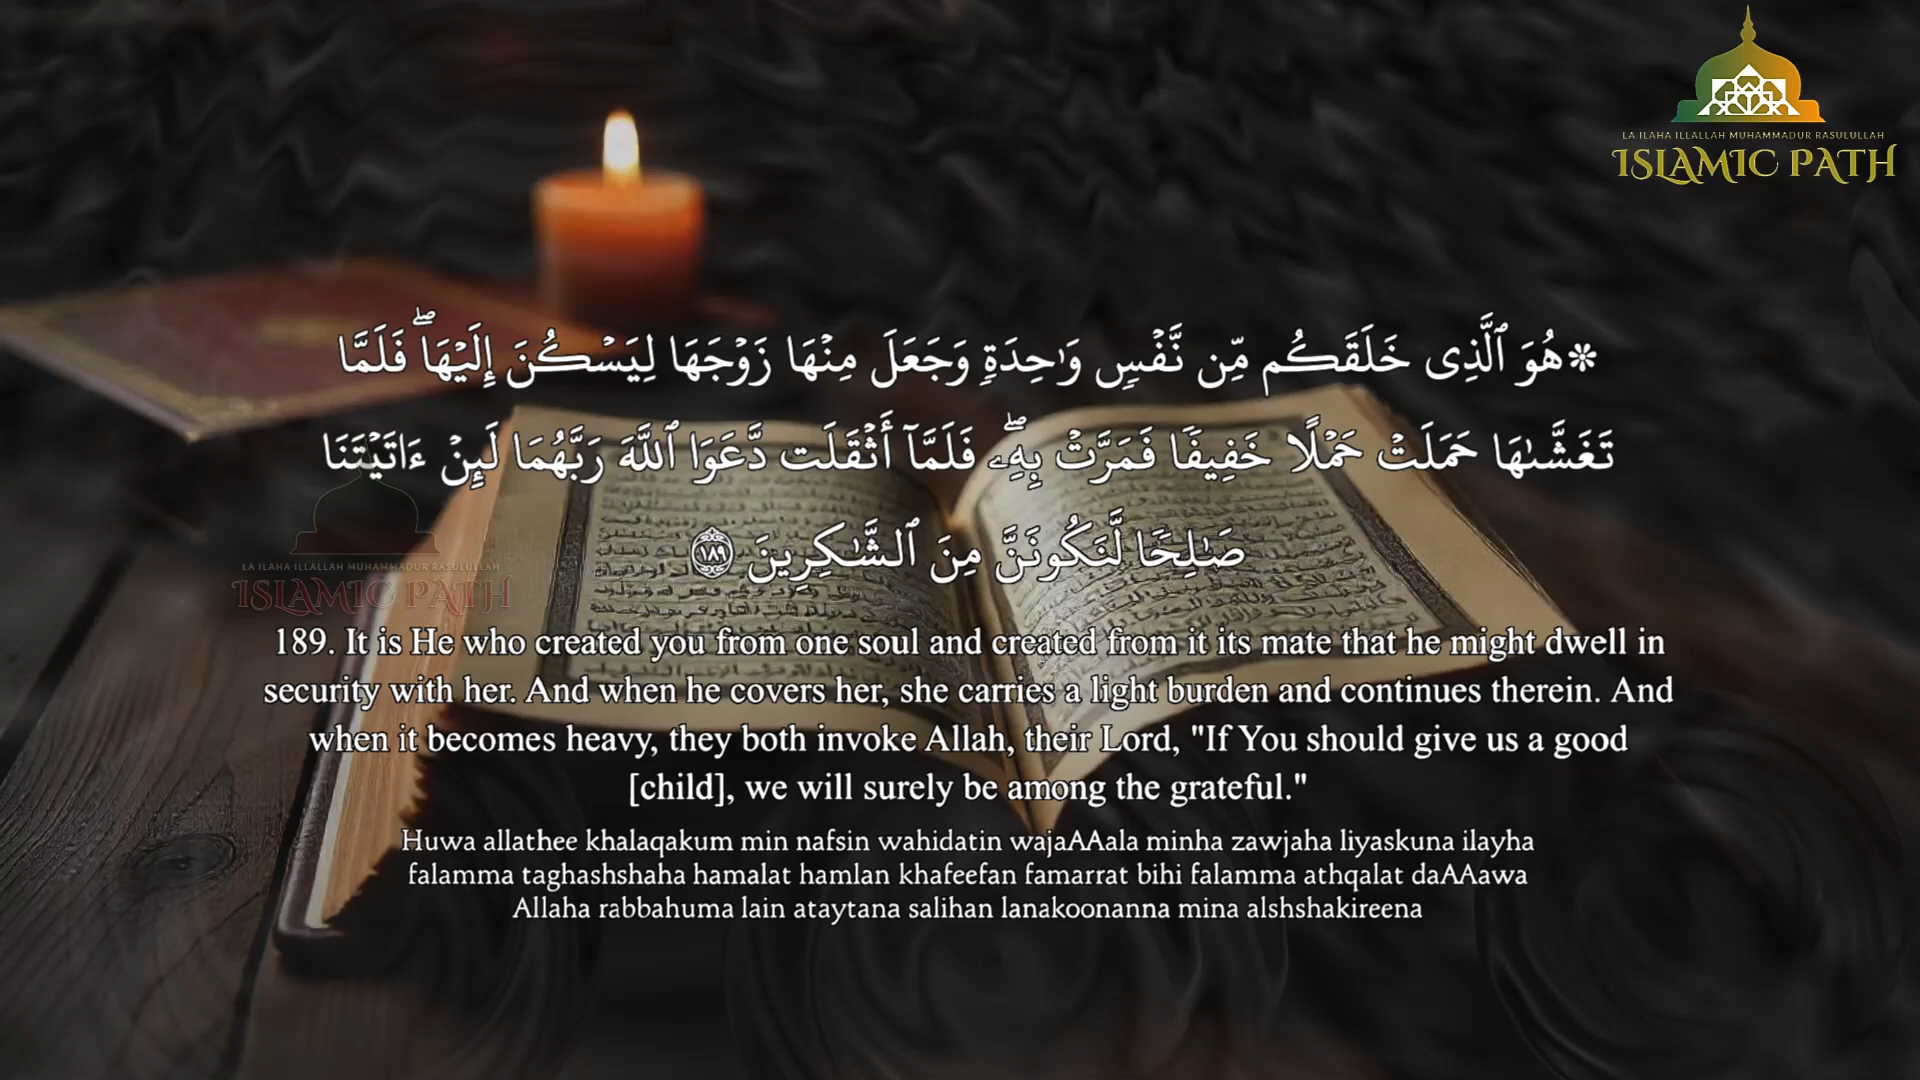 LA ILAHA ILLALLAH MUHAMMADUR RASULULLAH
ISLAMIC PATH
۞هُوَ ٱلَّذِى خَلَقَكُم مِّن نَّفْسٍ وَٰحِدَةٍ وَجَعَلَ مِنْهَا زَوْجَهَا لِيَسْكُنَ إِلَيْهَا ۖ فَلَمَّا
تَغَشَّىٰهَا حَمَلَتْ حَمْلًا خَفِيفًا فَمَرَّتْ بِهِۦ ۖ فَلَمَّآ أَثْقَلَت دَّعَوَا ٱللَّهَ رَبَّهُمَا لَئِنْ ءَاتَيْتَنَا
صَٰلِحًا لَّنَكُونَنَّ مِنَ ٱلشَّٰكِرِينَ ١٨٩
LA ILAHA ILLALLAH MUHAMMADUR RASULULLAH
ISLAMIC PATH
189. It is He who created you from one soul and created from it its mate that he might dwell in
security with her. And when he covers her, she carries a light burden and continues therein. And
when it becomes heavy, they both invoke Allah, their Lord, "If You should give us a good
[child], we will surely be among the grateful."
Huwa allathee khalaqakum min nafsin wahidatin wajaAAala minha zawjaha liyaskuna ilayha
falamma taghashshaha hamalat hamlan khafeefan famarrat bihi falamma athqalat daAAawa
Allaha rabbahuma lain ataytana salihan lanakoonanna mina alshshakireena